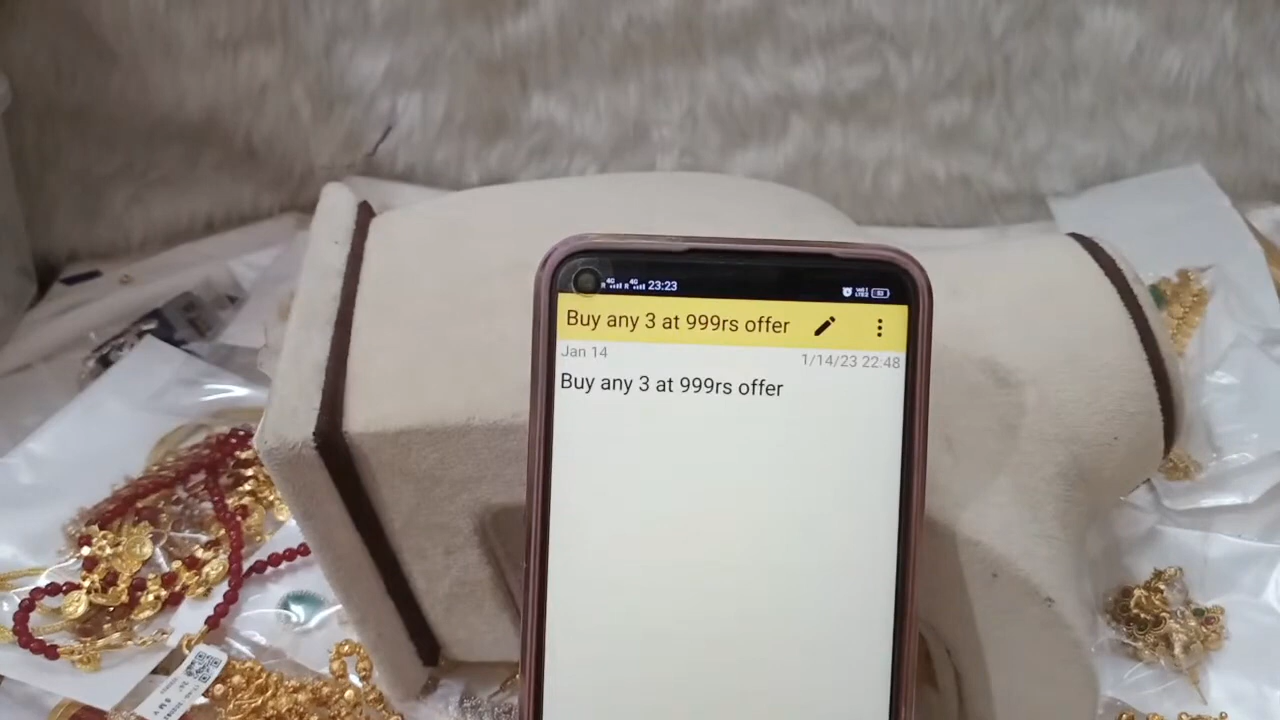 23:23
Buy any 3 at 999rs offer
Jan 14
1/14/23 22:48
Buy any 3 at 999rs offer